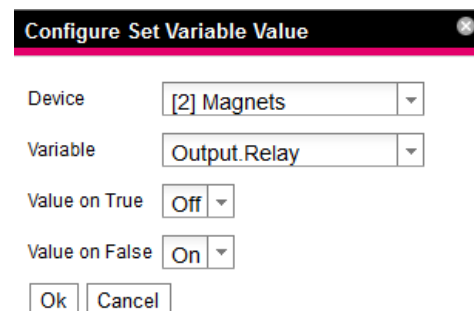 Configure Set Variable Value
Device [2] Magnets
Variable Output.Relay
Value on True Off
Value on False On
Ok Cancel